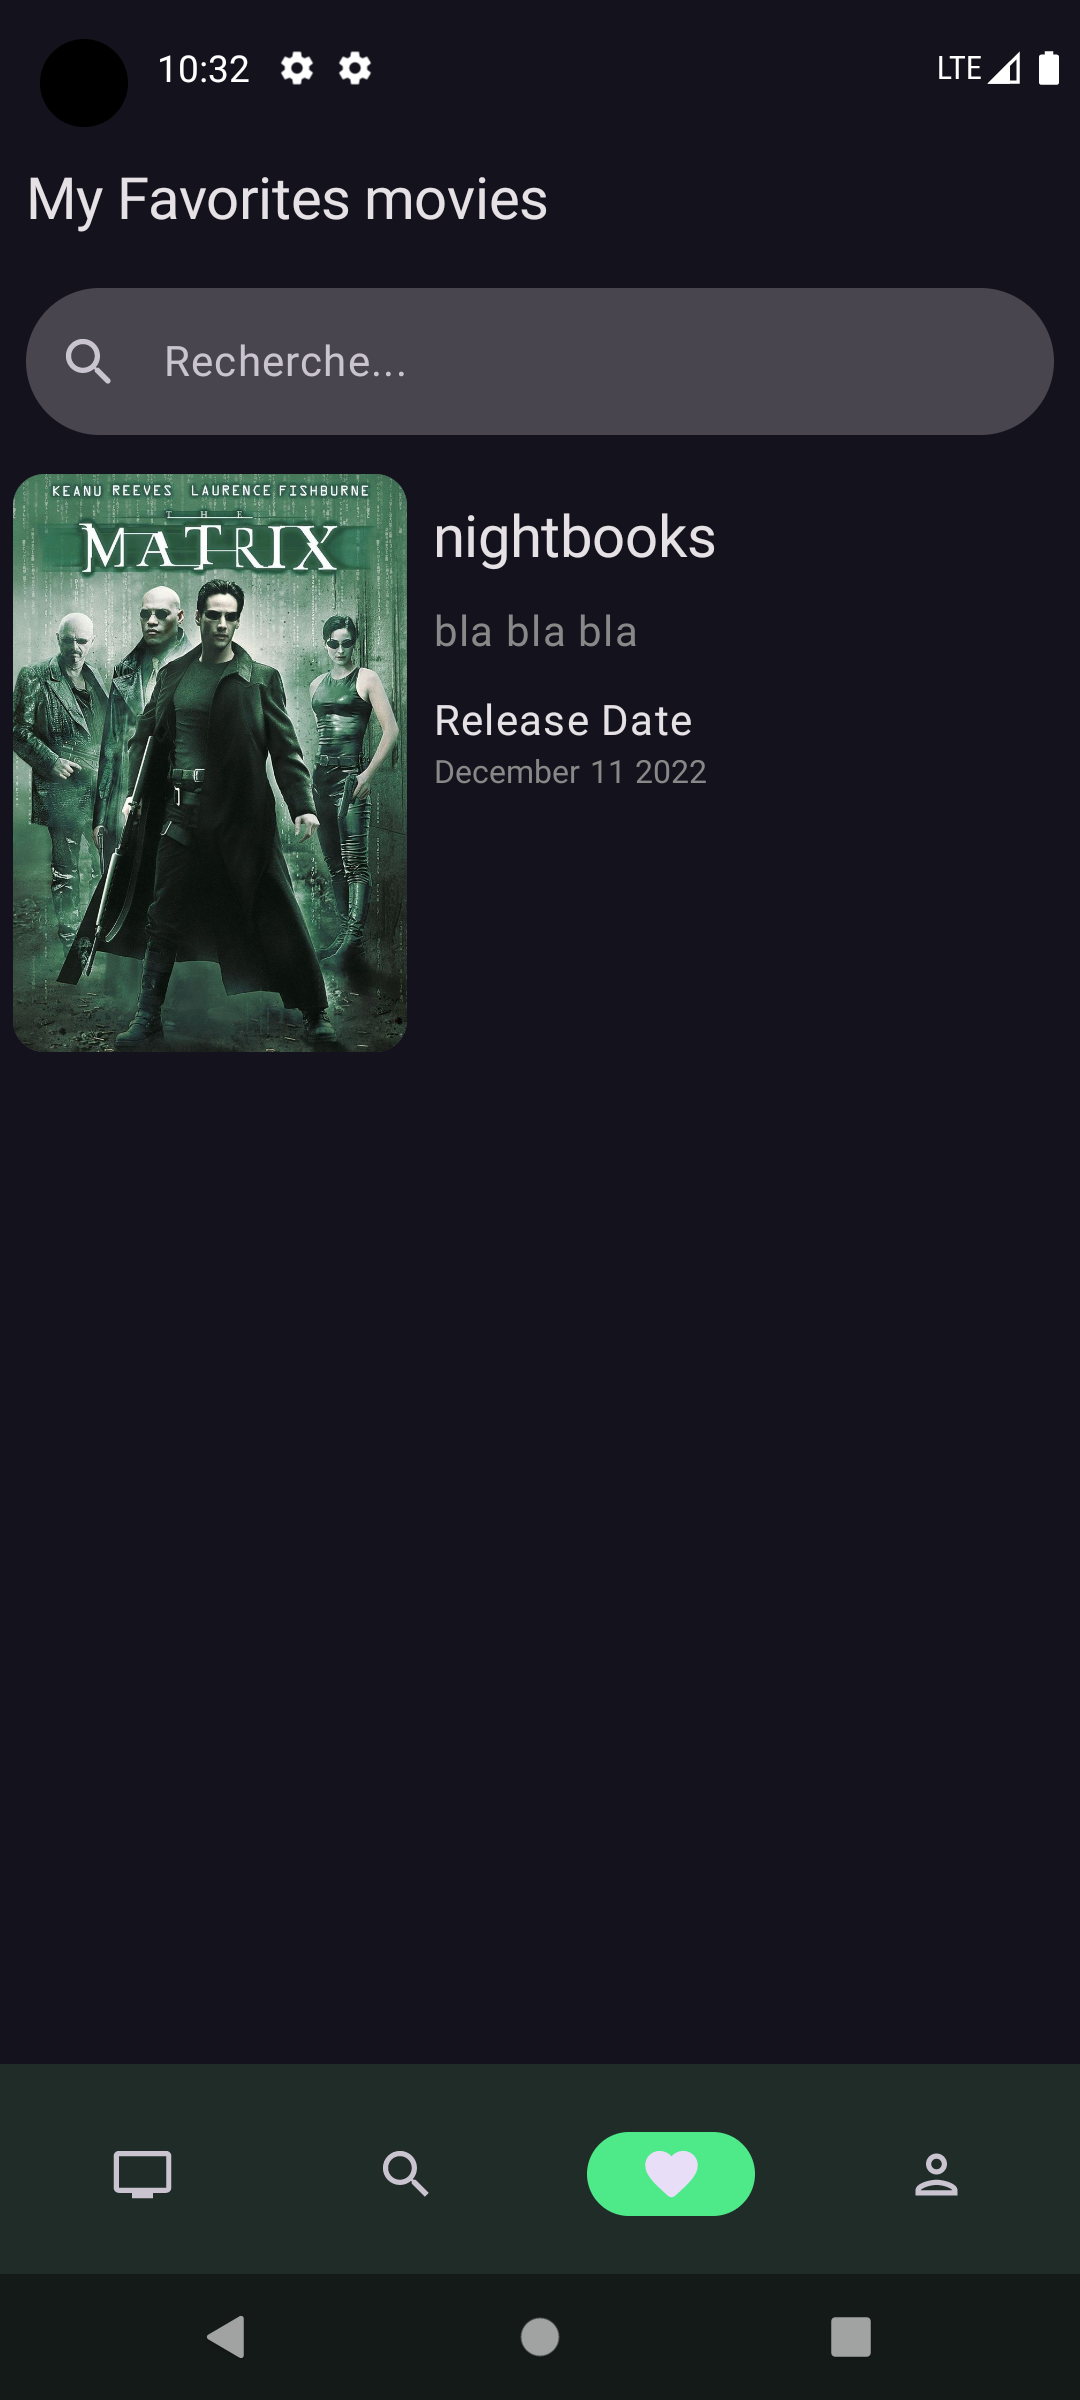 10:32
LTE
My Favorites movies
Recherche...
KEANU REEVES LAURENCE FISHBURNE
THE
MATRIX
nightbooks
bla bla bla
Release Date
December 11 2022